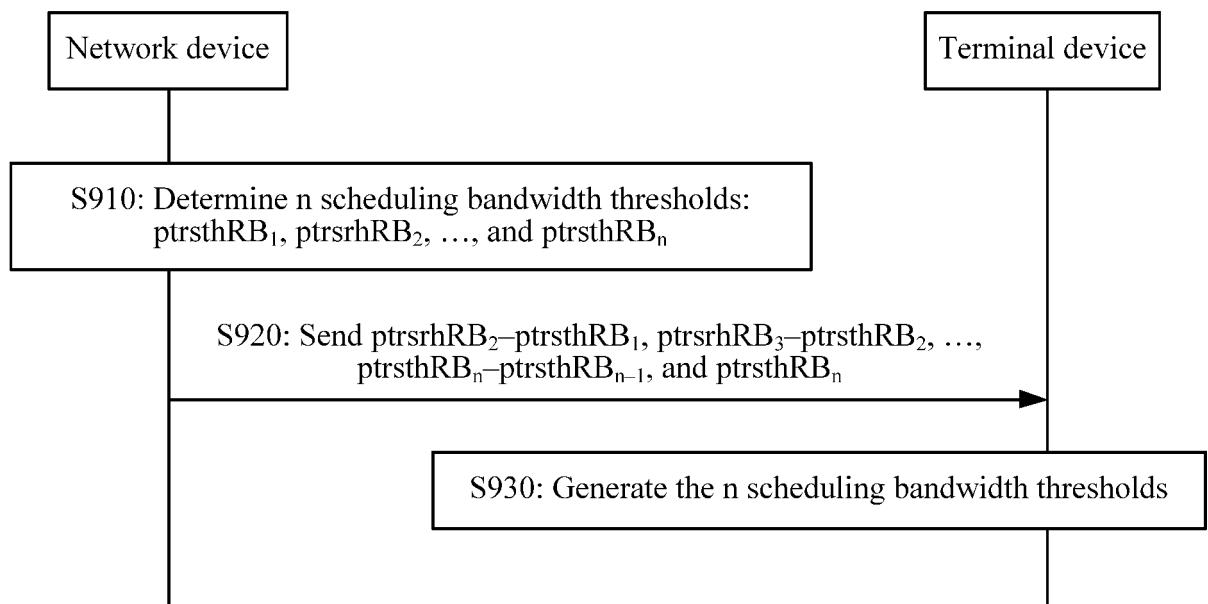 Network device
Terminal device
S910: Determine n scheduling bandwidth thresholds:
ptrsthRB₁, ptrsrhRB₂, …, and ptrsthRBₙ
S920: Send ptrsrhRB₂–ptrsthRB₁, ptrsrhRB₃–ptrsthRB₂, …,
ptrsthRBₙ–ptrsthRBₙ₋₁, and ptrsthRBₙ
S930: Generate the n scheduling bandwidth thresholds